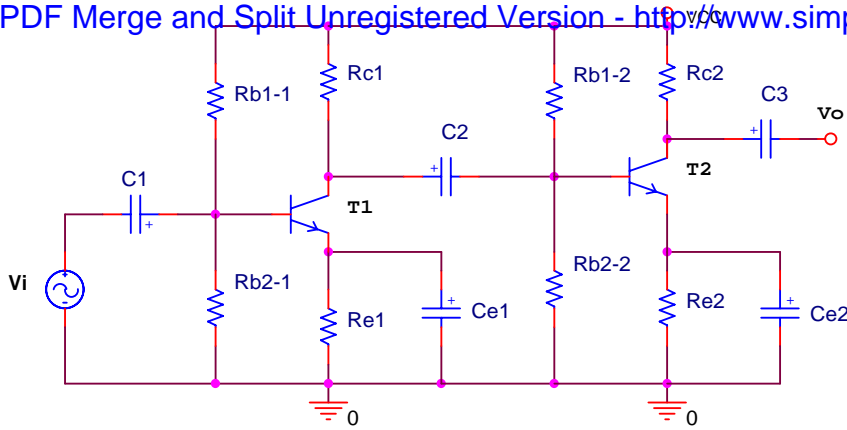 PDF Merge and Split Unregistered Version - http://www.simp
VCC
Rb1-1
Rc1
Rb1-2
Rc2
C3
Vo
C2
C1
T1
T2
Vi
Rb2-1
Re1
Ce1
Rb2-2
Re2
Ce2
0
0